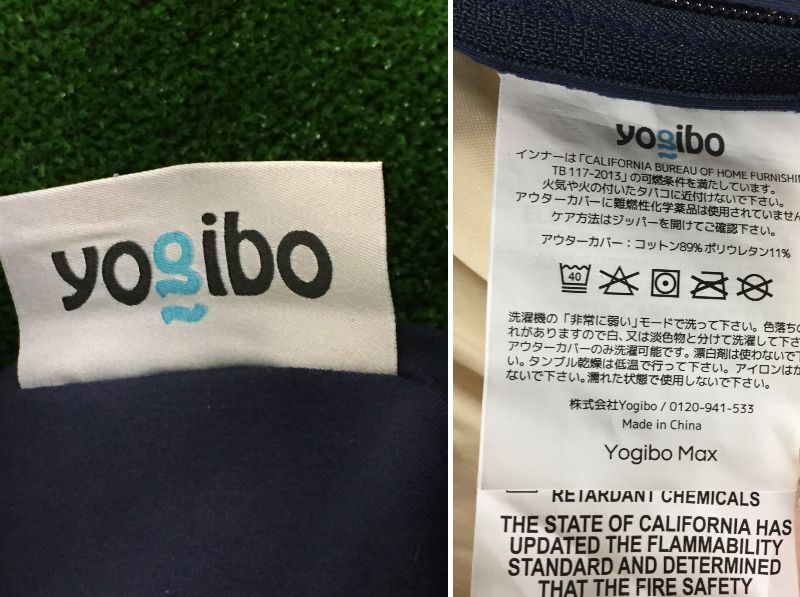 yogibo
yogibo
インナーは「CALIFORNIA BUREAU OF HOME FURNISHIN
TB 117-2013」の可燃条件を満たしています。
火気や火の付いたタバコに近付けないで下さい。
アウターカバーに難燃性化学薬品は使用されていません
ケア方法はジッパーを開けてご確認下さい。
アウターカバー：コットン89% ポリウレタン11%
40
洗濯機の「非常に弱い」モードで洗って下さい。色落ちの
れがありますので白、又は淡色物と分けて洗濯して下さ
アウターカバーのみ洗濯可能です。漂白剤は使わないで下
い。タンブル乾燥は低温で行って下さい。アイロンはか
ないで下さい。濡れた状態で使用しないで下さい。
株式会社Yogibo / 0120-941-533
Made in China
Yogibo Max
RETARDANT CHEMICALS
THE STATE OF CALIFORNIA HAS
UPDATED THE FLAMMABILITY
STANDARD AND DETERMINED
THAT THE FIRE SAFETY